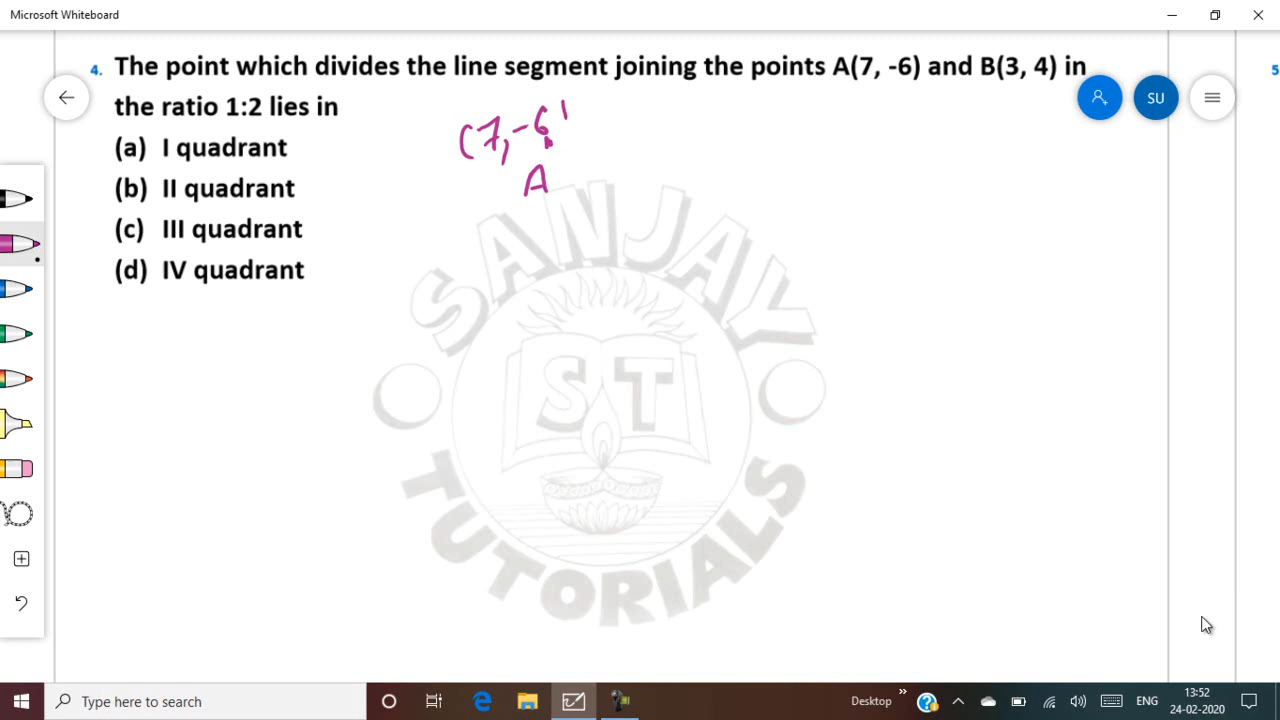 Microsoft Whiteboard
4. The point which divides the line segment joining the points A(7, -6) and B(3, 4) in
the ratio 1:2 lies in
(a) I quadrant
(b) II quadrant
(c) III quadrant
(d) IV quadrant
(7, -6
A
SU
5
SANJAY
ST
TUTORIALS
Type here to search
Desktop
ENG
13:52
24-02-2020